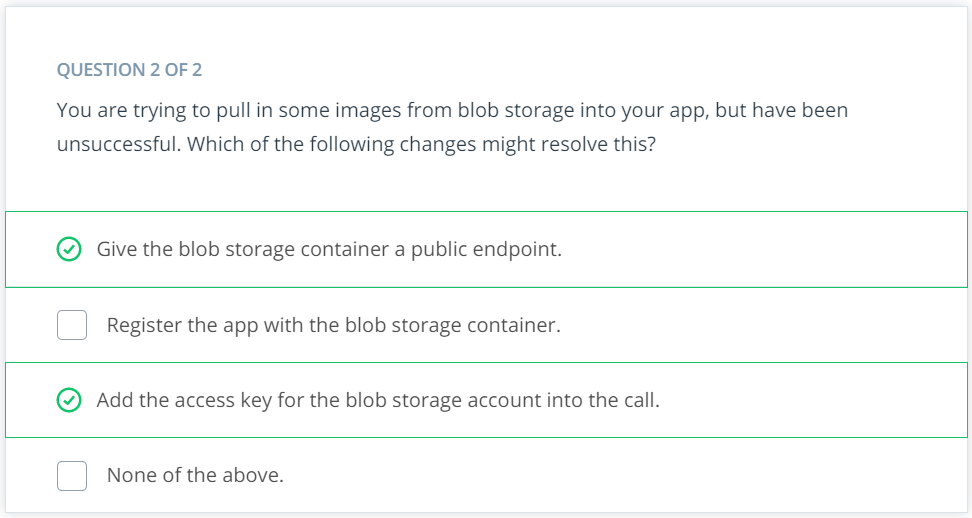 QUESTION 2 OF 2
You are trying to pull in some images from blob storage into your app, but have been
unsuccessful. Which of the following changes might resolve this?
Give the blob storage container a public endpoint.
Register the app with the blob storage container.
Add the access key for the blob storage account into the call.
None of the above.